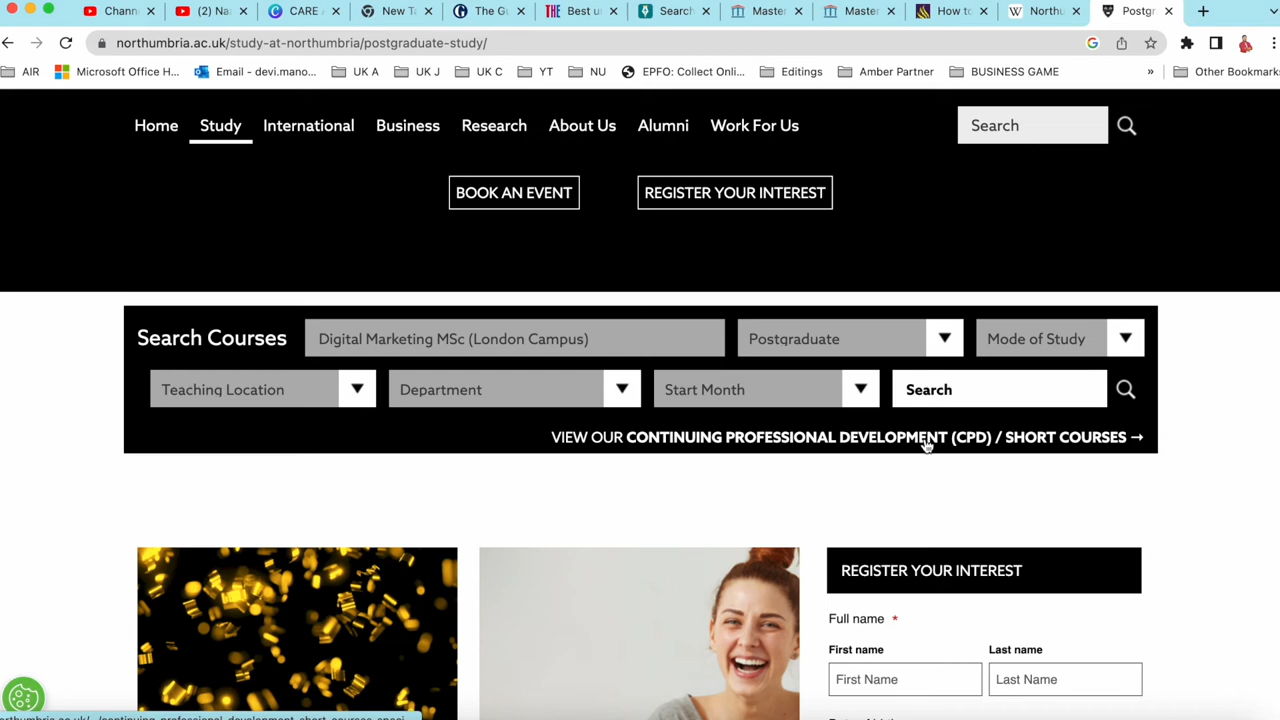 Chann
(2) Na
CARE
New T
The Gu
THE Best u
Search
Master
Master
How to
W North
Postgr
northumbria.ac.uk/study-at-northumbria/postgraduate-study/
AIR
Microsoft Office H...
Email - devi.mano...
UK A
UK J
UK C
YT
NU
EPFO: Collect Onli...
Editings
Amber Partner
BUSINESS GAME
»
Other Bookmarks
Home Study International Business Research About Us Alumni Work For Us
Search
BOOK AN EVENT
REGISTER YOUR INTEREST
Search Courses
Digital Marketing MSc (London Campus)
Postgraduate
Mode of Study
Teaching Location
Department
Start Month
Search
VIEW OUR CONTINUING PROFESSIONAL DEVELOPMENT (CPD) / SHORT COURSES →
REGISTER YOUR INTEREST
Full name *
First name
Last name
First Name
Last Name